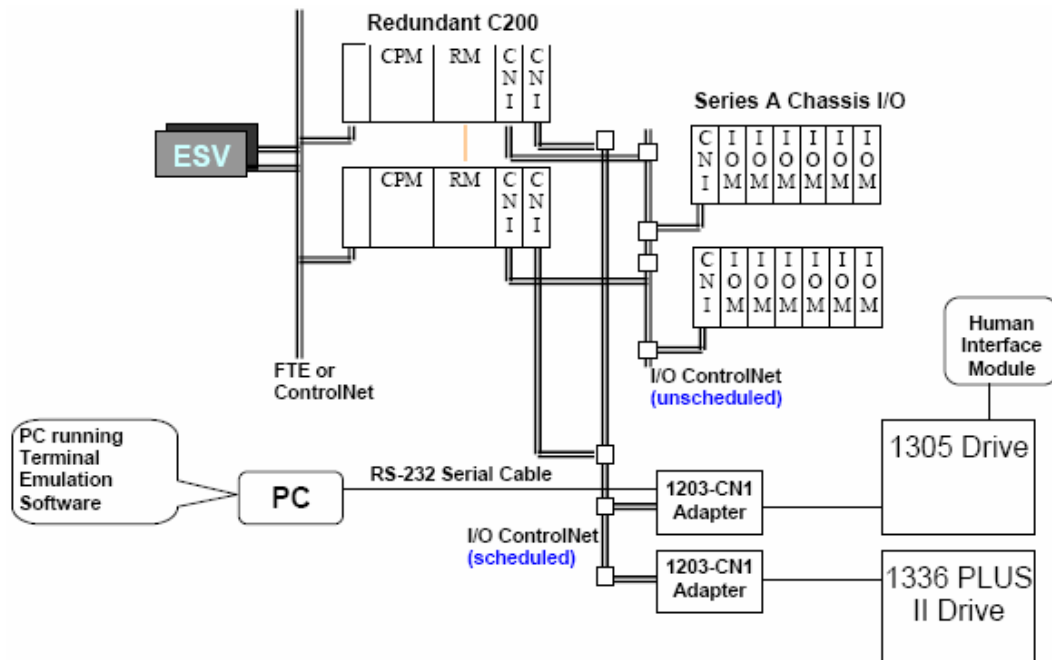 Redundant C200
CPM
RM
CNI
CNI
Series A Chassis I/O
CNI
IOM
IOM
IOM
IOM
IOM
IOM
ESV
CPM
RM
CNI
CNI
CNI
IOM
IOM
IOM
IOM
IOM
IOM
Human
Interface
Module
FTE or
ControlNet
I/O ControlNet
(unscheduled)
PC running
Terminal
Emulation
Software
PC
RS-232 Serial Cable
1203-CN1
Adapter
1305 Drive
I/O ControlNet
(scheduled)
1203-CN1
Adapter
1336 PLUS
II Drive